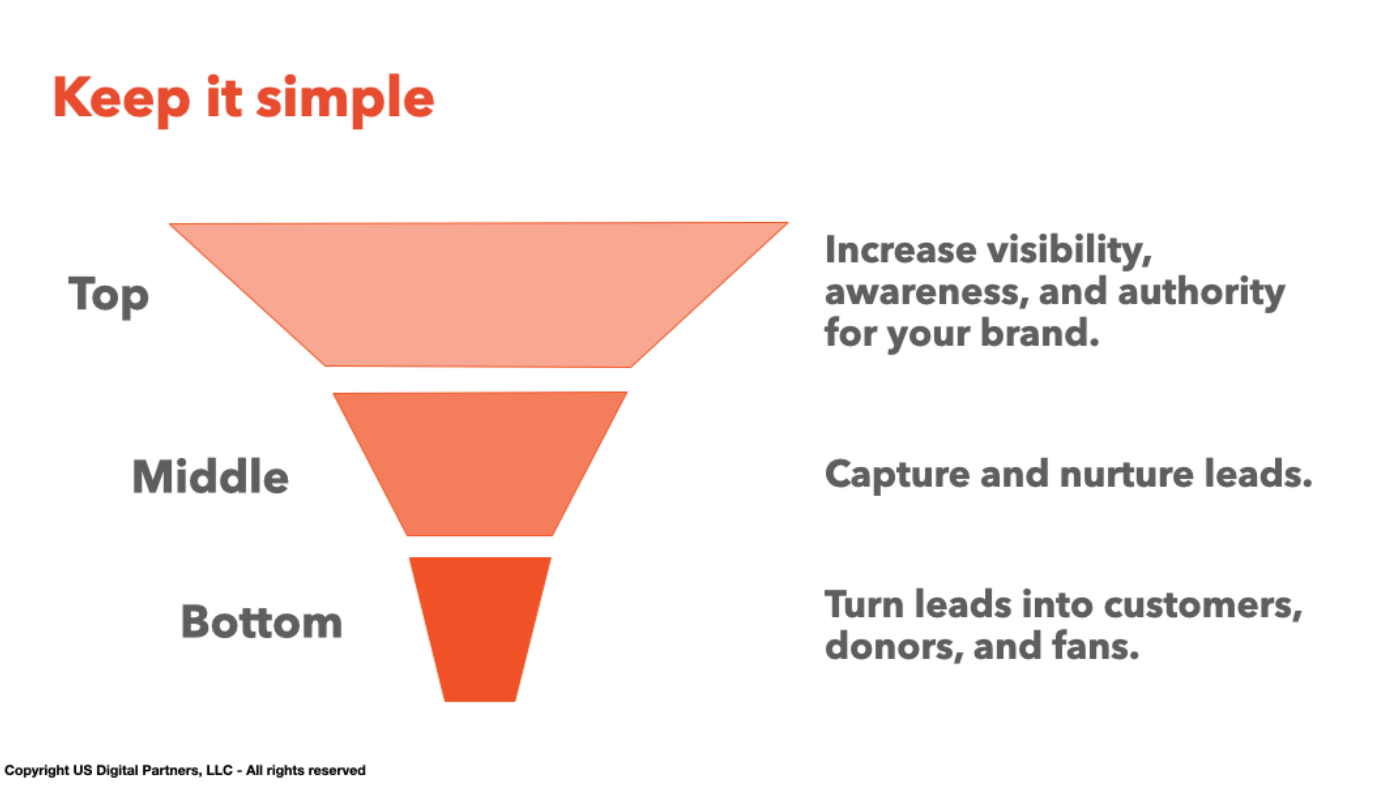 Keep it simple
Top
Increase visibility,
awareness, and authority
for your brand.
Middle
Capture and nurture leads.
Bottom
Turn leads into customers,
donors, and fans.
Copyright US Digital Partners, LLC - All rights reserved